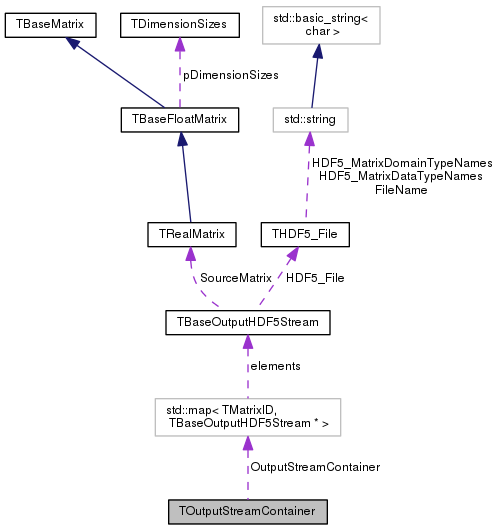 TBaseMatrix
TDimensionSizes
std::basic_string<
char >
pDimensionSizes
TBaseFloatMatrix
std::string
HDF5_MatrixDomainTypeNames
HDF5_MatrixDataTypeNames
FileName
TRealMatrix
THDF5_File
SourceMatrix
HDF5_File
TBaseOutputHDF5Stream
elements
std::map< TMatrixID,
TBaseOutputHDF5Stream * >
OutputStreamContainer
TOutputStreamContainer